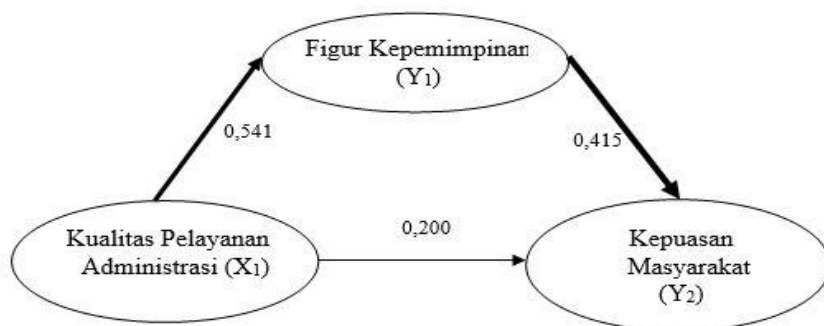 Figur Kepemimpinan
(Y₁)
0,541
0,415
Kualitas Pelayanan
Administrasi (X₁)
0,200
Kepuasan
Masyarakat
(Y₂)